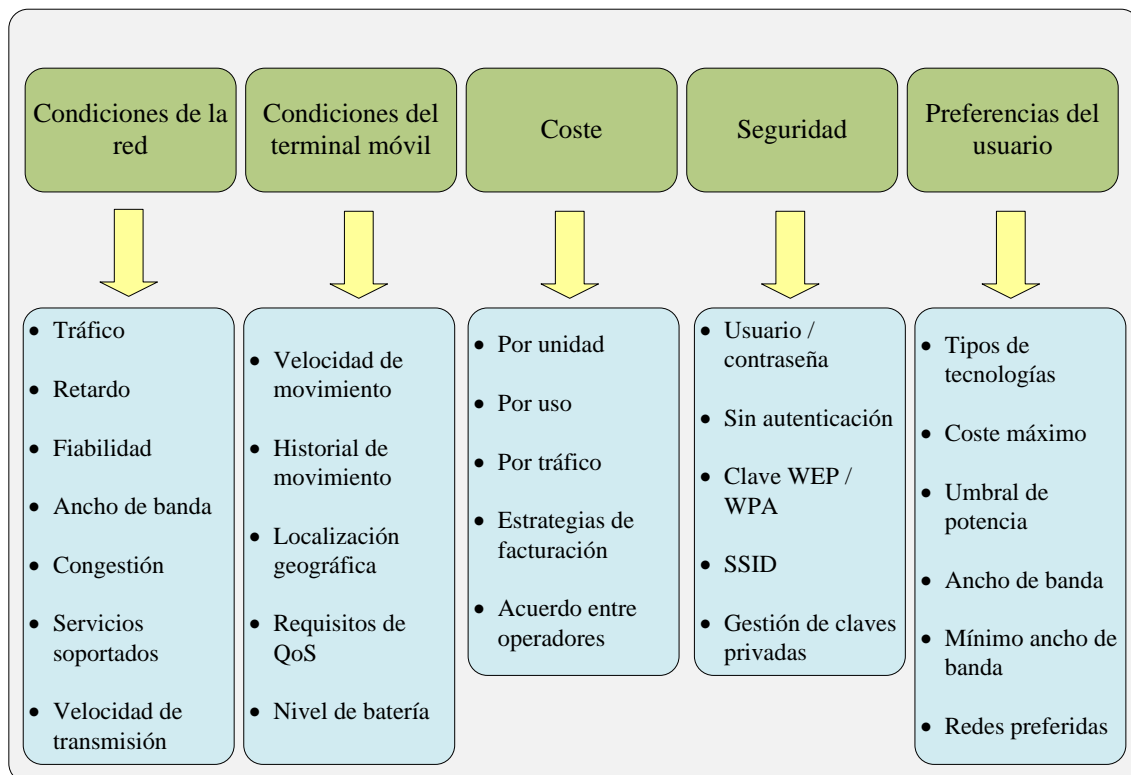 Condiciones de la
red
Condiciones del
terminal móvil
Coste
Seguridad
Preferencias del
usuario
• Tráfico
• Retardo
• Fiabilidad
• Ancho de banda
• Congestión
• Servicios
soportados
• Velocidad de
transmisión
• Velocidad de
movimiento
• Historial de
movimiento
• Localización
geográfica
• Requisitos de
QoS
• Nivel de batería
• Por unidad
• Por uso
• Por tráfico
• Estrategias de
facturación
• Acuerdo entre
operadores
• Usuario /
contraseña
• Sin autenticación
• Clave WEP /
WPA
• SSID
• Gestión de claves
privadas
• Tipos de
tecnologías
• Coste máximo
• Umbral de
potencia
• Ancho de banda
• Mínimo ancho de
banda
• Redes preferidas